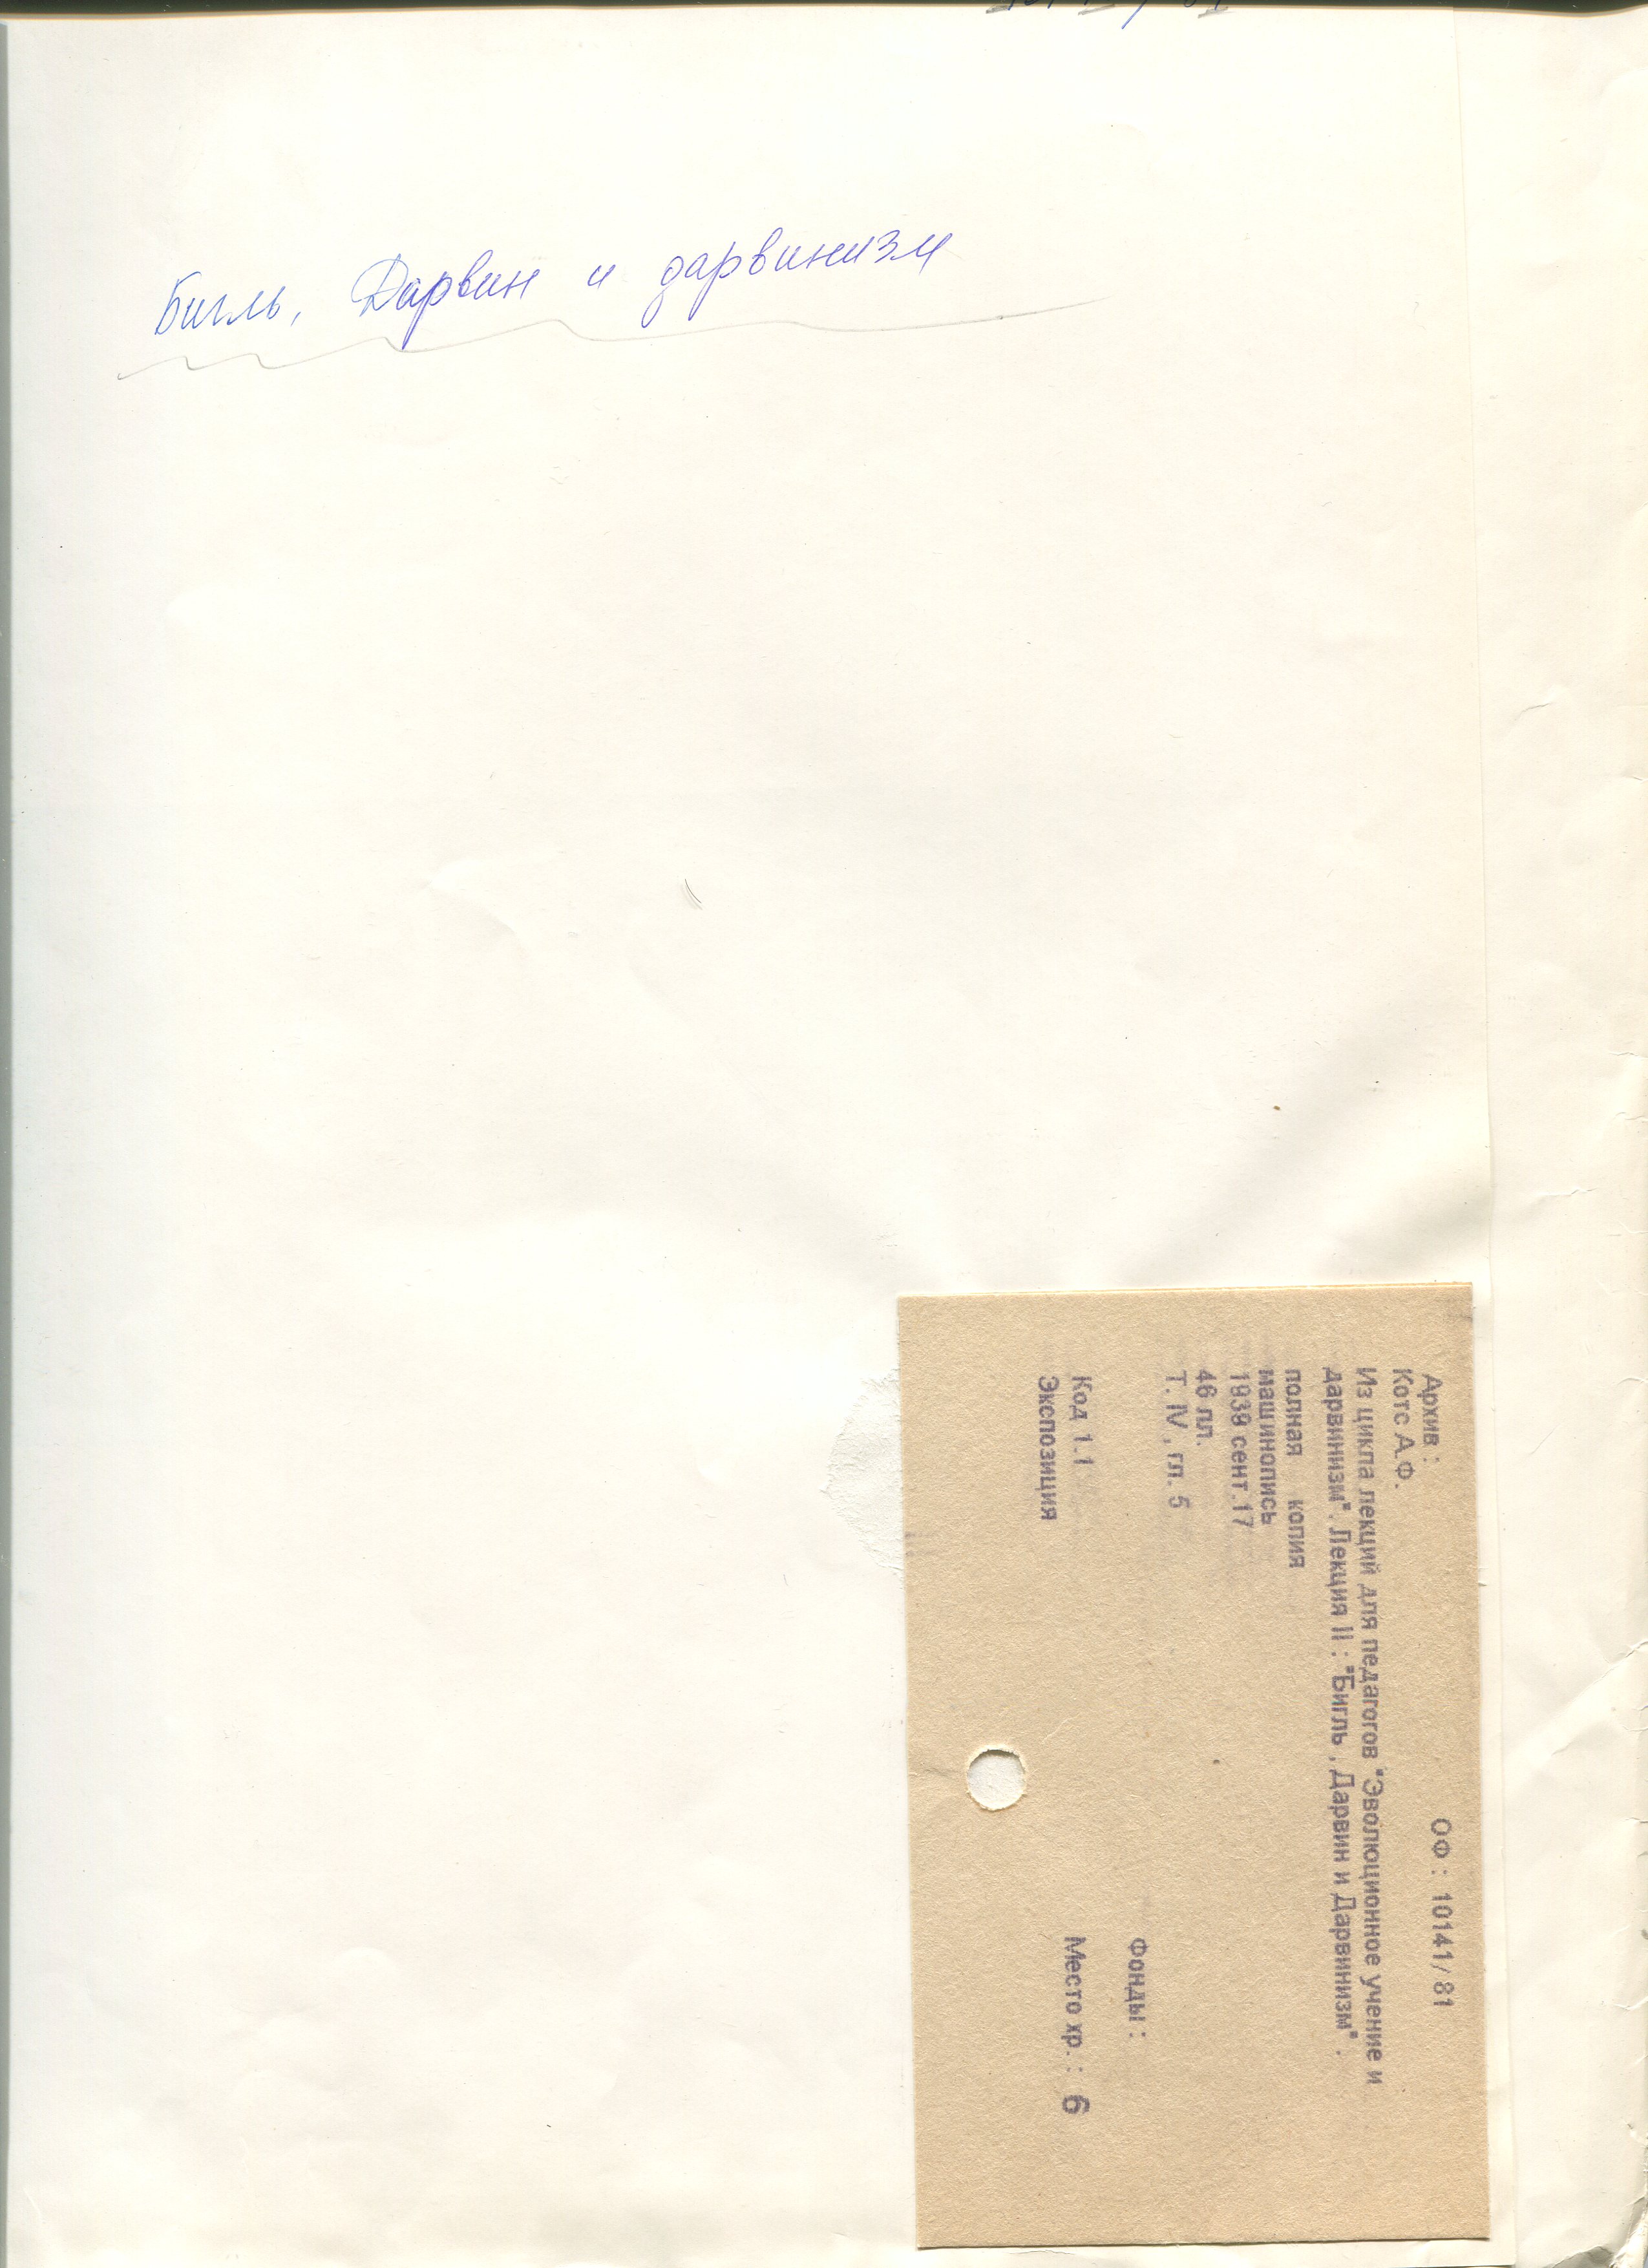 Бигль, Дарвин и дарвинизм
Архив: ОФ: 10141/81
Котс А.Ф.
Из цикла лекций для педагогов "Эволюционное учение и
дарвинизм". Лекция II: "Бигль, Дарвин и Дарвинизм".
полная копия
машинопись
1939 сент.17
46 лл.
Т. IV, гл. 5
Фонды:
Код 1.1 Место хр.: 6
Экспозиция